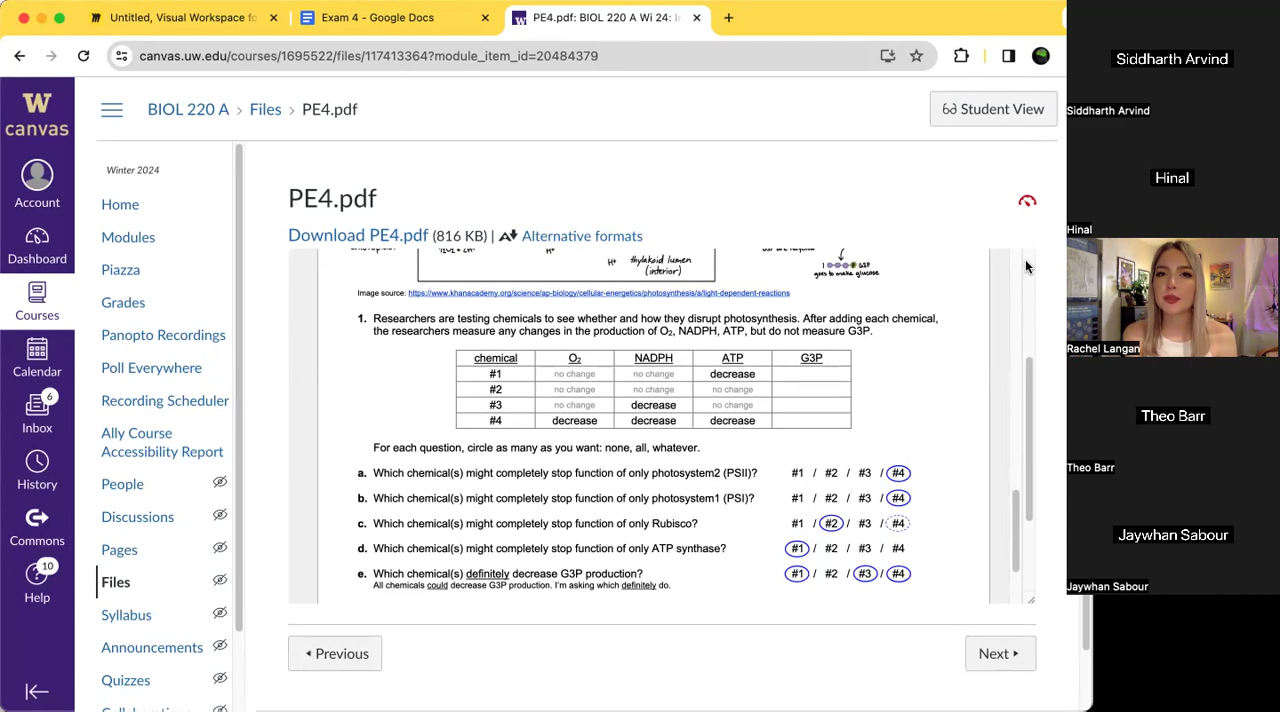 Untitled, Visual Workspace fo
Exam 4 - Google Docs
PE4.pdf: BIOL 220 A Wi 24: I
canvas.uw.edu/courses/1695522/files/117413364?module_item_id=20484379
W
canvas
Account
Dashboard
Courses
Calendar
6
Inbox
History
Commons
10
Help
BIOL 220 A > Files > PE4.pdf
Student View
Winter 2024
Home
Modules
Piazza
Grades
Panopto Recordings
Poll Everywhere
Recording Scheduler
Ally Course
Accessibility Report
People
Discussions
Pages
Files
Syllabus
Announcements
Quizzes
PE4.pdf
Download PE4.pdf (816 KB) | Alternative formats
H+
H+
thylakoid lumen
(interior)
1 G3P
goes to make glucose
Image source: https://www.khanacademy.org/science/ap-biology/cellular-energetics/photosynthesis/a/light-dependent-reactions
1. Researchers are testing chemicals to see whether and how they disrupt photosynthesis. After adding each chemical,
the researchers measure any changes in the production of O2, NADPH, ATP, but do not measure G3P.
chemical O2 NADPH ATP G3P
#1 no change no change decrease
#2 no change no change no change
#3 no change decrease no change
#4 decrease decrease decrease
For each question, circle as many as you want: none, all, whatever.
a. Which chemical(s) might completely stop function of only photosystem2 (PSII)? #1 / #2 / #3 / #4
b. Which chemical(s) might completely stop function of only photosystem1 (PSI)? #1 / #2 / #3 / #4
c. Which chemical(s) might completely stop function of only Rubisco? #1 / #2 / #3 / #4
d. Which chemical(s) might completely stop function of only ATP synthase? #1 / #2 / #3 / #4
e. Which chemical(s) definitely decrease G3P production? #1 / #2 / #3 / #4
All chemicals could decrease G3P production. I'm asking which definitely do.
Previous
Next
Siddharth Arvind
Siddharth Arvind
Hinal
Hinal
Rachel Langan
Theo Barr
Theo Barr
Jaywhan Sabour
Jaywhan Sabour